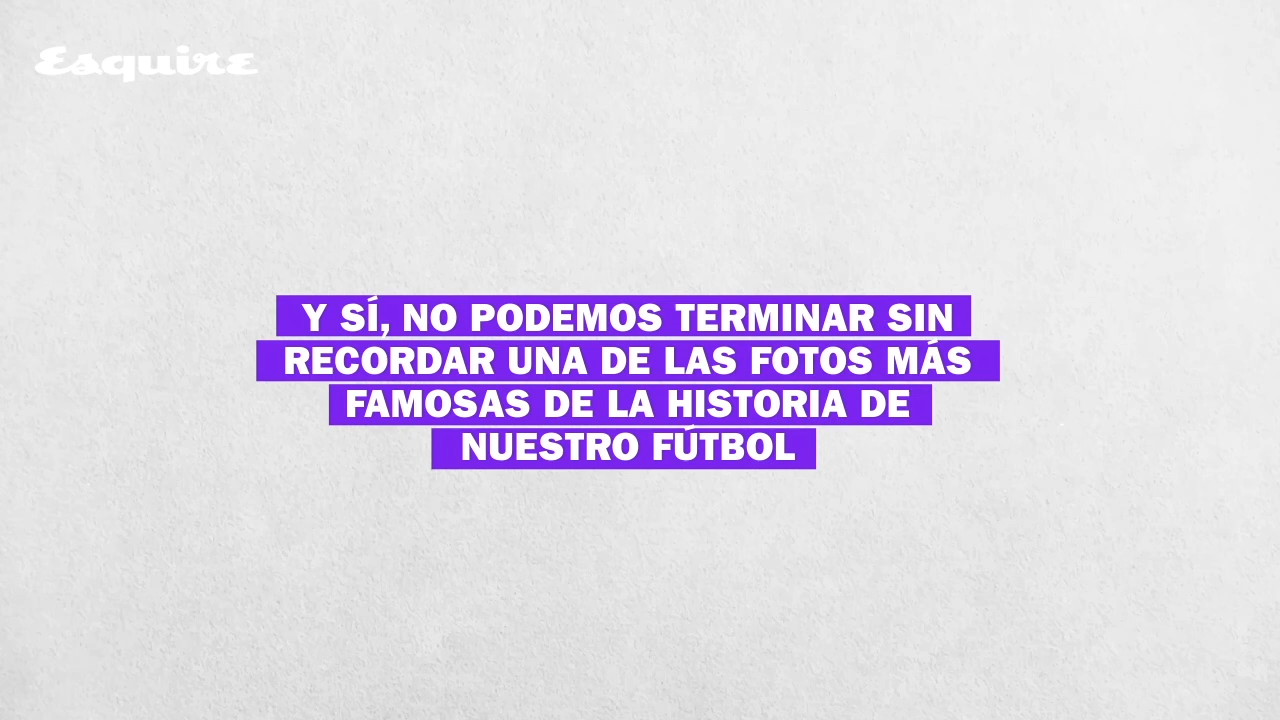 Esquire
Y SÍ, NO PODEMOS TERMINAR SIN
RECORDAR UNA DE LAS FOTOS MÁS
FAMOSAS DE LA HISTORIA DE
NUESTRO FÚTBOL